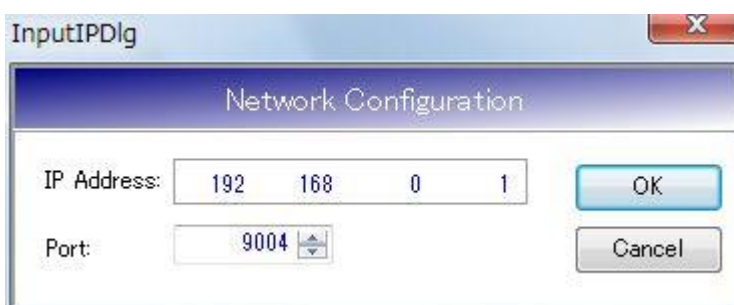 InputIPDlg
Network Configuration
IP Address: 192 168 0 1
OK
Port: 9004
Cancel